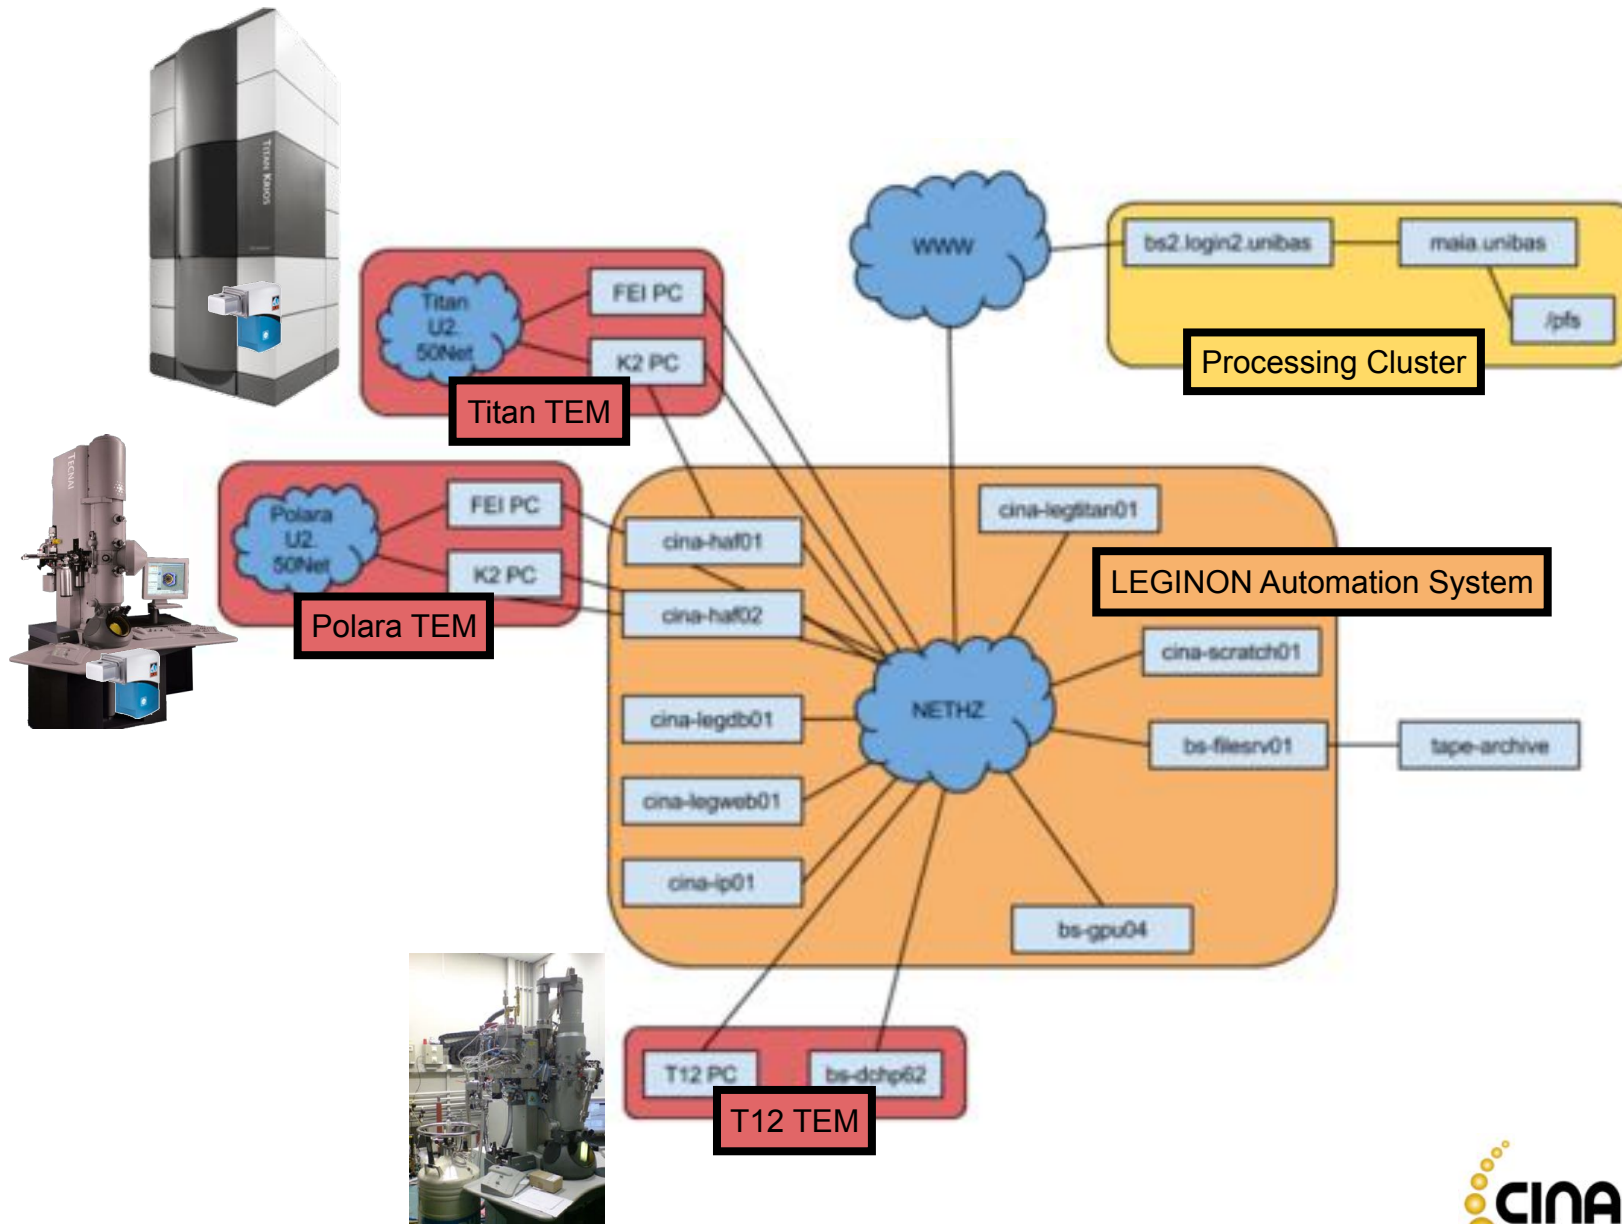 TITAN KRIOS
WWW
bs2.login2.unibas
maia.unibas
/pfs
Processing Cluster
Titan
U2.
50Net
FEI PC
K2 PC
Titan TEM
TECNAI
Polara
U2.
50Net
FEI PC
K2 PC
Polara TEM
cina-haf01
cina-haf02
cina-legtitan01
LEGINON Automation System
cina-scratch01
NETHZ
cina-legdb01
bs-filesrv01
tape-archive
cina-legweb01
cina-ip01
bs-gpu04
T12 PC
bs-dchp62
T12 TEM
CINA